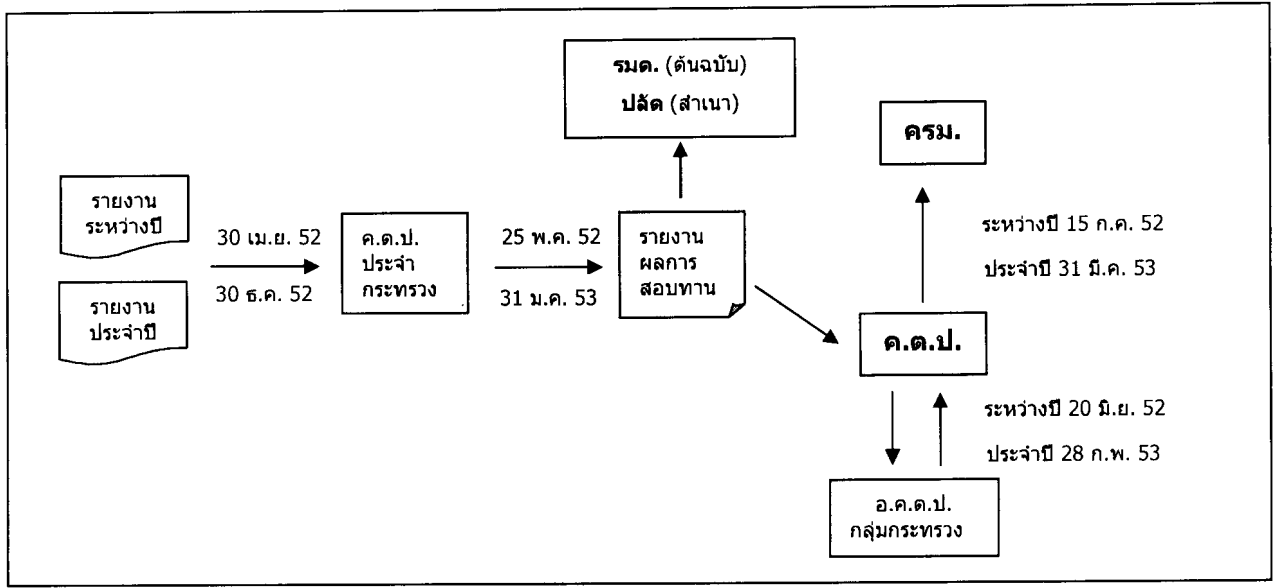 รมต. (ต้นฉบับ)
ปลัด (สำเนา)
ครม.
รายงาน
ระหว่างปี
30 เม.ย. 52
30 ธ.ค. 52
รายงาน
ประจำปี
ค.ต.ป.
ประจำ
กระทรวง
25 พ.ค. 52
31 ม.ค. 53
รายงาน
ผลการ
สอบทาน
ระหว่างปี 15 ก.ค. 52
ประจำปี 31 มี.ค. 53
ค.ต.ป.
ระหว่างปี 20 มิ.ย. 52
ประจำปี 28 ก.พ. 53
อ.ค.ต.ป.
กลุ่มกระทรวง